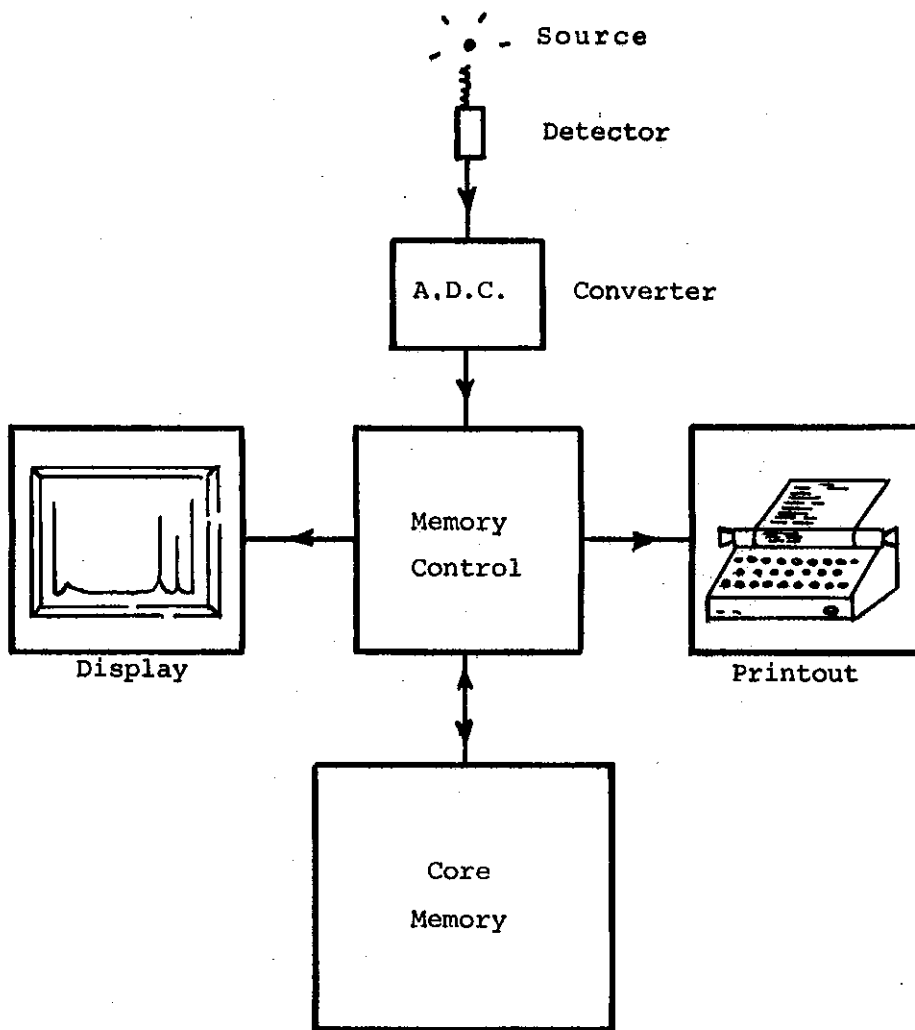 Source
Detector
A.D.C.
Converter
Memory
Control
Display
Printout
Core
Memory